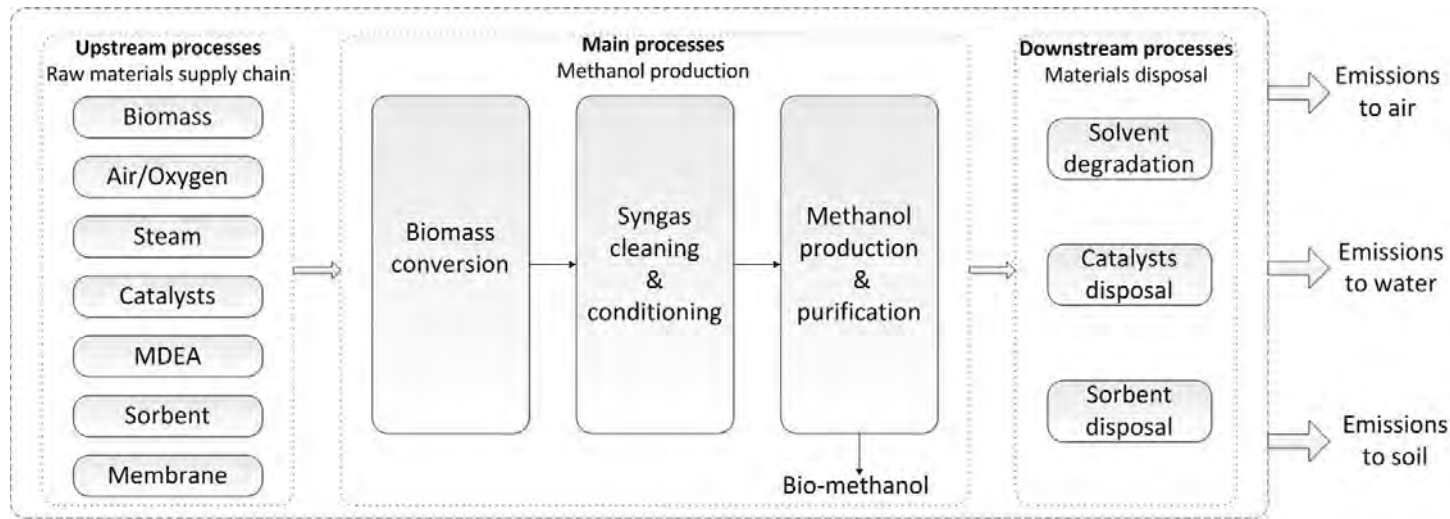 Upstream processes
Raw materials supply chain
Biomass
Air/Oxygen
Steam
Catalysts
MDEA
Sorbent
Membrane
Main processes
Methanol production
Biomass
conversion
Syngas
cleaning
&
conditioning
Methanol
production
&
purification
Bio-methanol
Downstream processes
Materials disposal
Solvent
degradation
Catalysts
disposal
Sorbent
disposal
Emissions
to air
Emissions
to water
Emissions
to soil